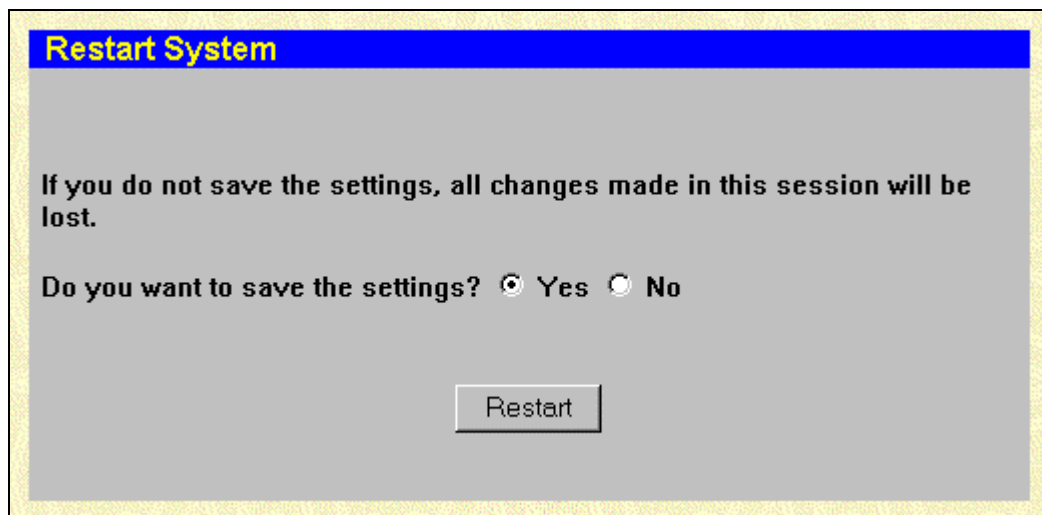 Restart System
If you do not save the settings, all changes made in this session will be
lost.
Do you want to save the settings? Yes No
Restart